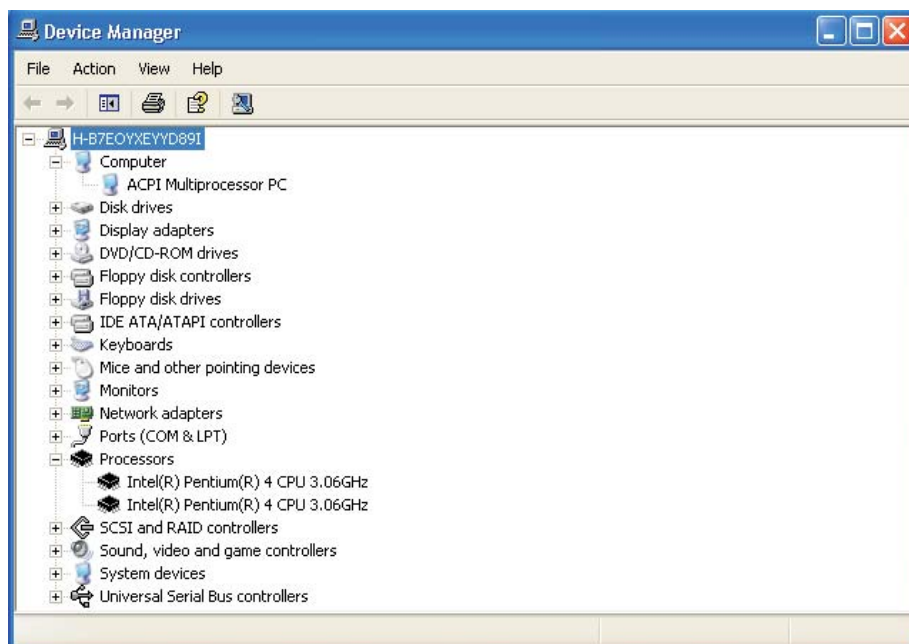 Device Manager
File Action View Help
H-B7EOYXEYYD89I
Computer
ACPI Multiprocessor PC
Disk drives
Display adapters
DVD/CD-ROM drives
Floppy disk controllers
Floppy disk drives
IDE ATA/ATAPI controllers
Keyboards
Mice and other pointing devices
Monitors
Network adapters
Ports (COM & LPT)
Processors
Intel(R) Pentium(R) 4 CPU 3.06GHz
Intel(R) Pentium(R) 4 CPU 3.06GHz
SCSI and RAID controllers
Sound, video and game controllers
System devices
Universal Serial Bus controllers